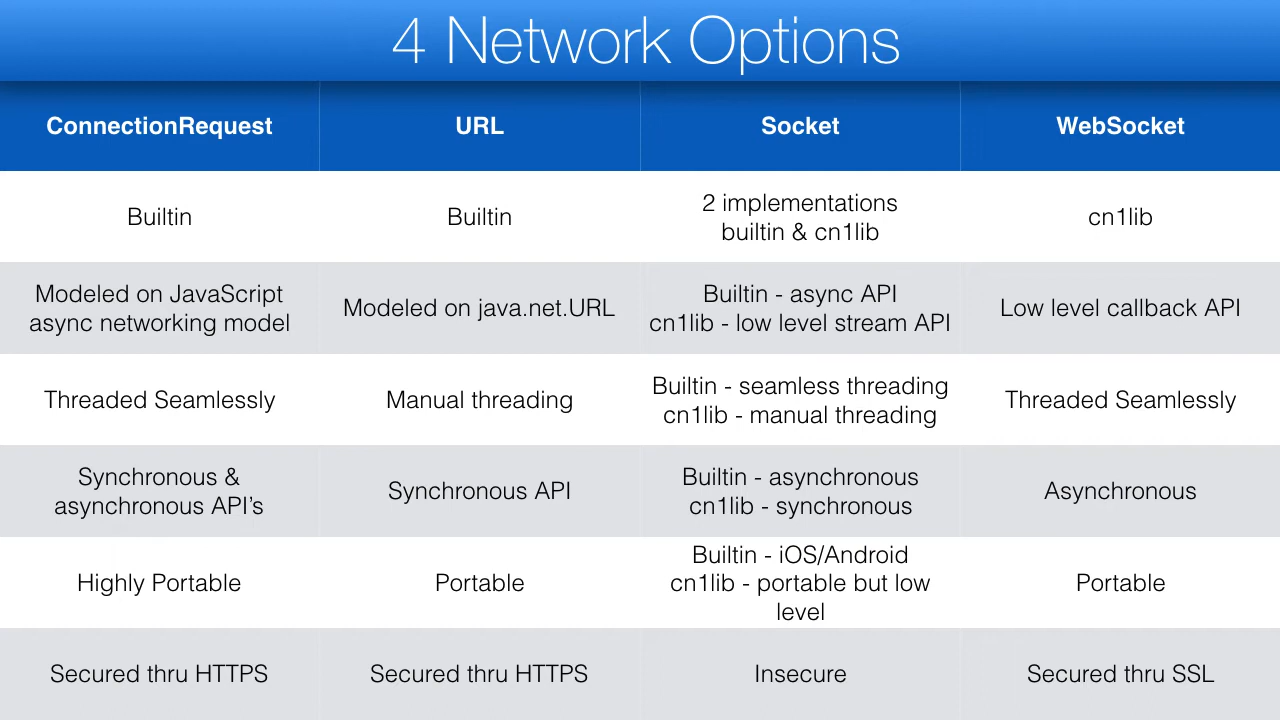 4 Network Options
ConnectionRequest
URL
Socket
WebSocket
Builtin
Builtin
2 implementations
builtin & cn1lib
cn1lib
Modeled on JavaScript
async networking model
Modeled on java.net.URL
Builtin - async API
cn1lib - low level stream API
Low level callback API
Threaded Seamlessly
Manual threading
Builtin - seamless threading
cn1lib - manual threading
Threaded Seamlessly
Synchronous &
asynchronous API’s
Synchronous API
Builtin - asynchronous
cn1lib - synchronous
Asynchronous
Highly Portable
Portable
Builtin - iOS/Android
cn1lib - portable but low
level
Portable
Secured thru HTTPS
Secured thru HTTPS
Insecure
Secured thru SSL